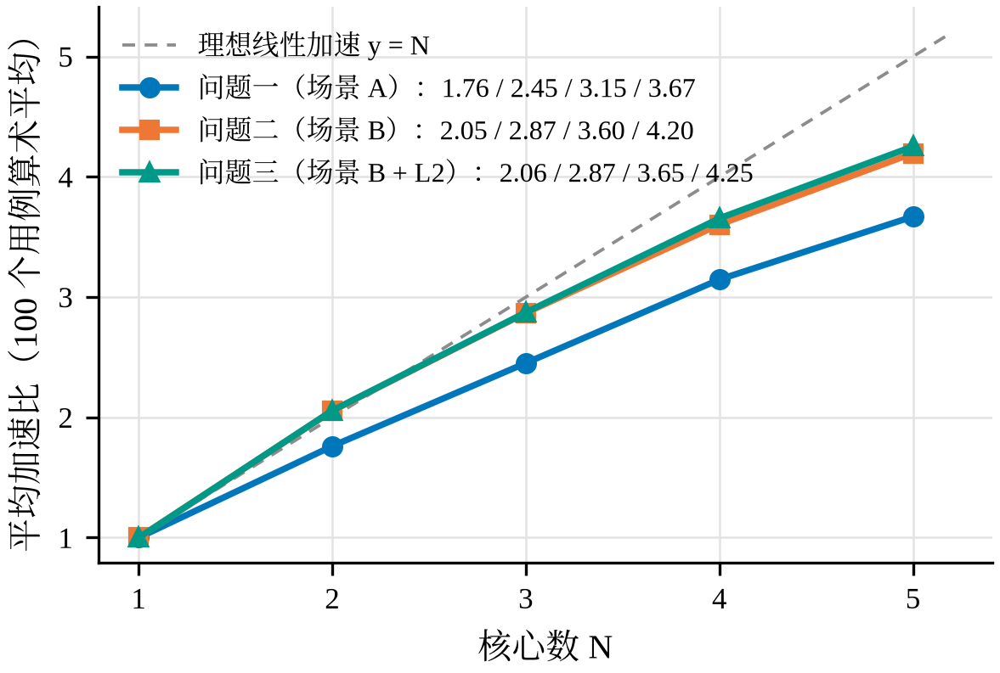 理想线性加速 y = N
问题一（场景 A）：1.76 / 2.45 / 3.15 / 3.67
问题二（场景 B）：2.05 / 2.87 / 3.60 / 4.20
问题三（场景 B + L2）：2.06 / 2.87 / 3.65 / 4.25
平均加速比（100 个用例算术平均）
5
4
3
2
1
1 2 3 4 5
核心数 N